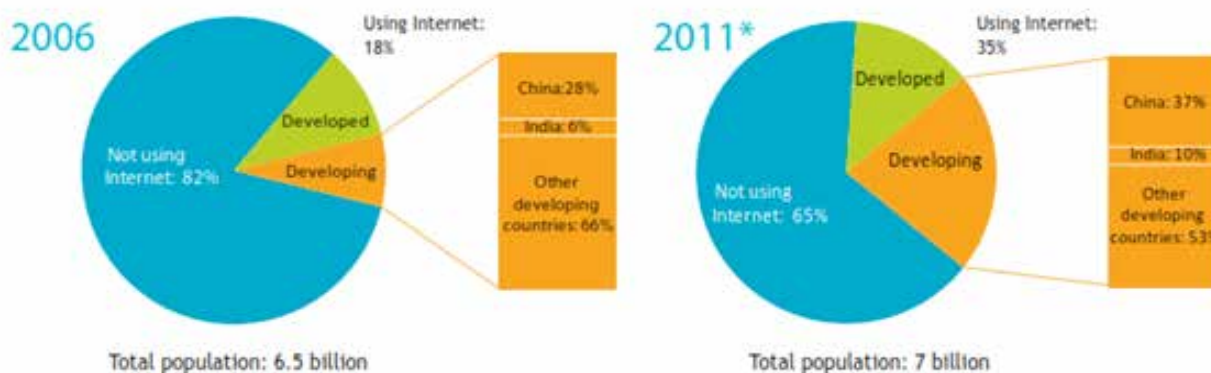 2006
Using Internet:
18%
Developed
Developing
Not using
Internet: 82%
China:28%
India: 6%
Other
developing
countries: 66%
Total population: 6.5 billion
2011*
Using Internet:
35%
Developed
Developing
Not using
Internet: 65%
China: 37%
India: 10%
Other
developing
countries: 53%
Total population: 7 billion